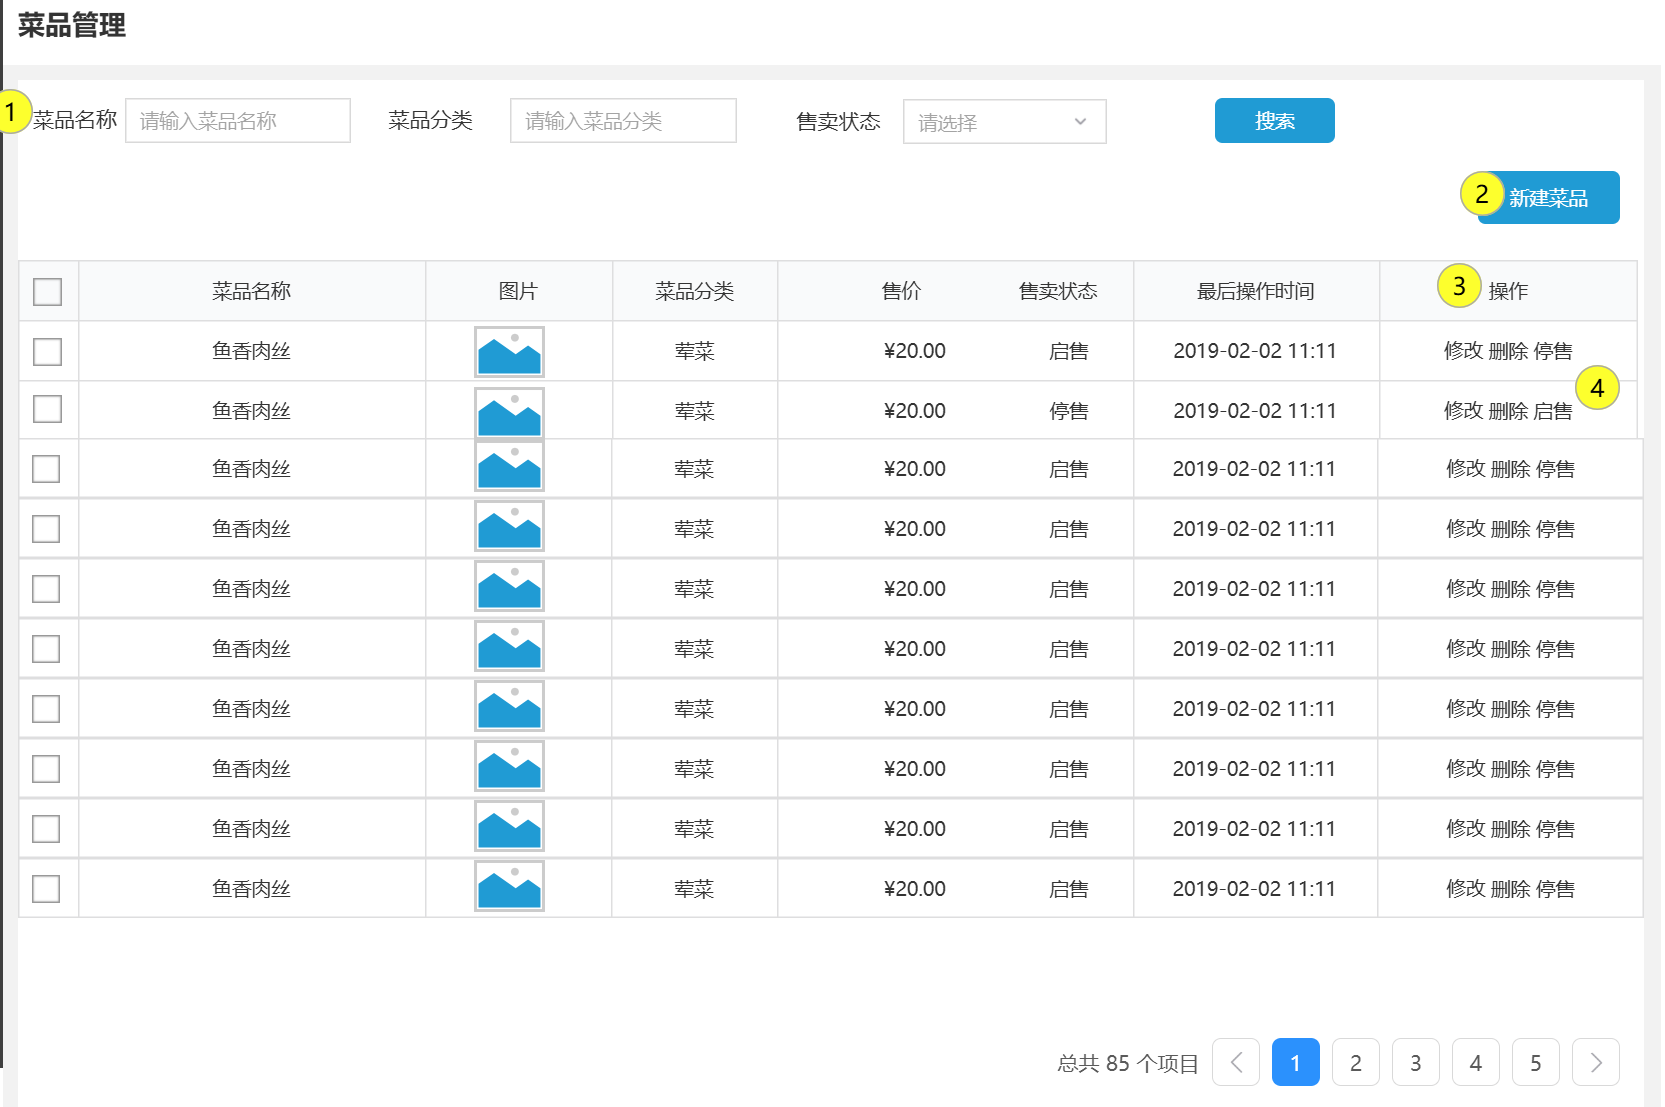 菜品管理
1 菜品名称 请输入菜品名称 菜品分类 请输入菜品分类 售卖状态 请选择 搜索
2 新建菜品
菜品名称 图片 菜品分类 售价 售卖状态 最后操作时间 3 操作
鱼香肉丝 荤菜 ¥20.00 启售 2019-02-02 11:11 修改 删除 停售
4
鱼香肉丝 荤菜 ¥20.00 停售 2019-02-02 11:11 修改 删除 启售
鱼香肉丝 荤菜 ¥20.00 启售 2019-02-02 11:11 修改 删除 停售
鱼香肉丝 荤菜 ¥20.00 启售 2019-02-02 11:11 修改 删除 停售
鱼香肉丝 荤菜 ¥20.00 启售 2019-02-02 11:11 修改 删除 停售
鱼香肉丝 荤菜 ¥20.00 启售 2019-02-02 11:11 修改 删除 停售
鱼香肉丝 荤菜 ¥20.00 启售 2019-02-02 11:11 修改 删除 停售
鱼香肉丝 荤菜 ¥20.00 启售 2019-02-02 11:11 修改 删除 停售
鱼香肉丝 荤菜 ¥20.00 启售 2019-02-02 11:11 修改 删除 停售
鱼香肉丝 荤菜 ¥20.00 启售 2019-02-02 11:11 修改 删除 停售
总共 85 个项目 1 2 3 4 5